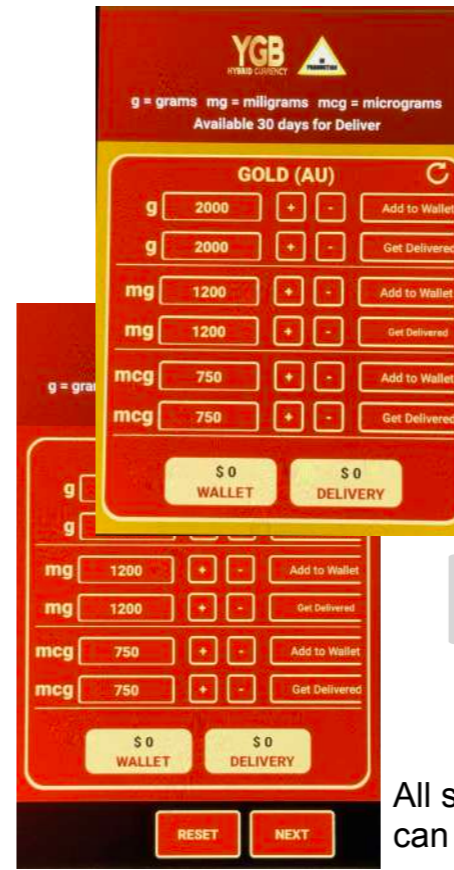 YGB
HYBRID CURRENCY
IN
PRODUCTION
g = grams mg = miligrams mcg = micrograms
Available 30 days for Deliver
GOLD (AU)
g 2000 + - Add to Wallet
g 2000 + - Get Delivered
mg 1200 + - Add to Wallet
mg 1200 + - Get Delivered
mcg 750 + - Add to Wallet
mcg 750 + - Get Delivered
$ 0 $ 0
WALLET DELIVERY
g = gra
g
g
mg 1200 + - Add to Wallet
mg 1200 + - Get Delivered
mcg 750 + - Add to Wallet
mcg 750 + - Get Delivered
$ 0 $ 0
WALLET DELIVERY
RESET NEXT
All s
can